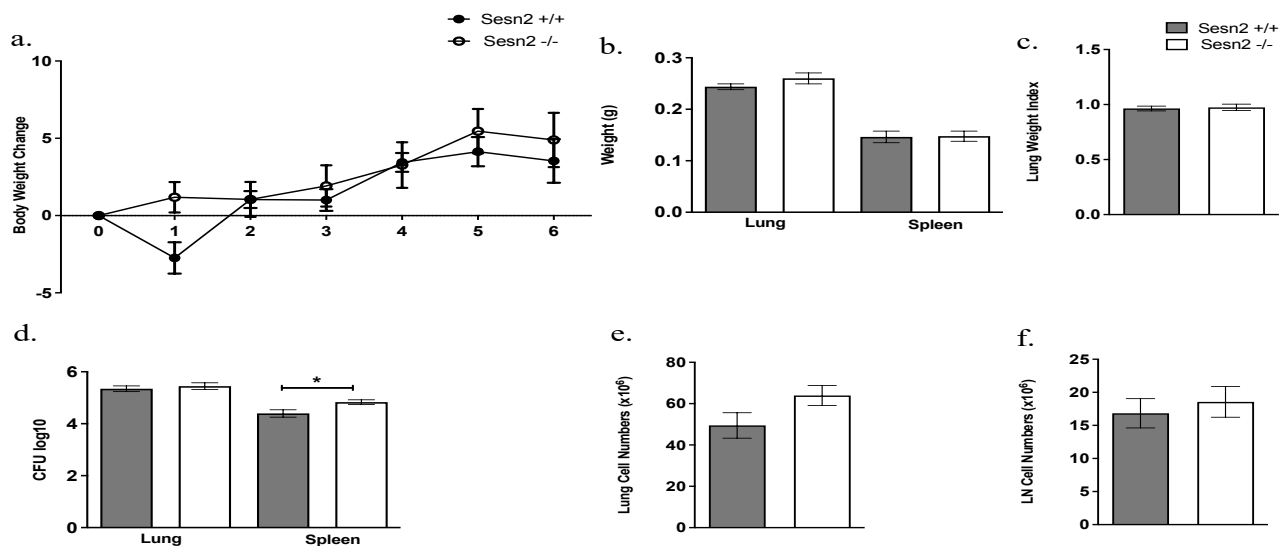 Sesn2 +/+
Sesn2 -/-
a.
10
5
0
-5
Body Weight Change
0 1 2 3 4 5 6
b.
0.3
0.2
0.1
0.0
Weight (g)
Lung Spleen
c.
Sesn2 +/+
Sesn2 -/-
1.5
1.0
0.5
0.0
Lung Weight Index
d.
6
4
2
0
CFU log10
*
Lung Spleen
e.
80
60
40
20
0
Lung Cell Numbers (x10⁶)
f.
25
20
15
10
5
0
LN Cell Numbers (x10⁶)